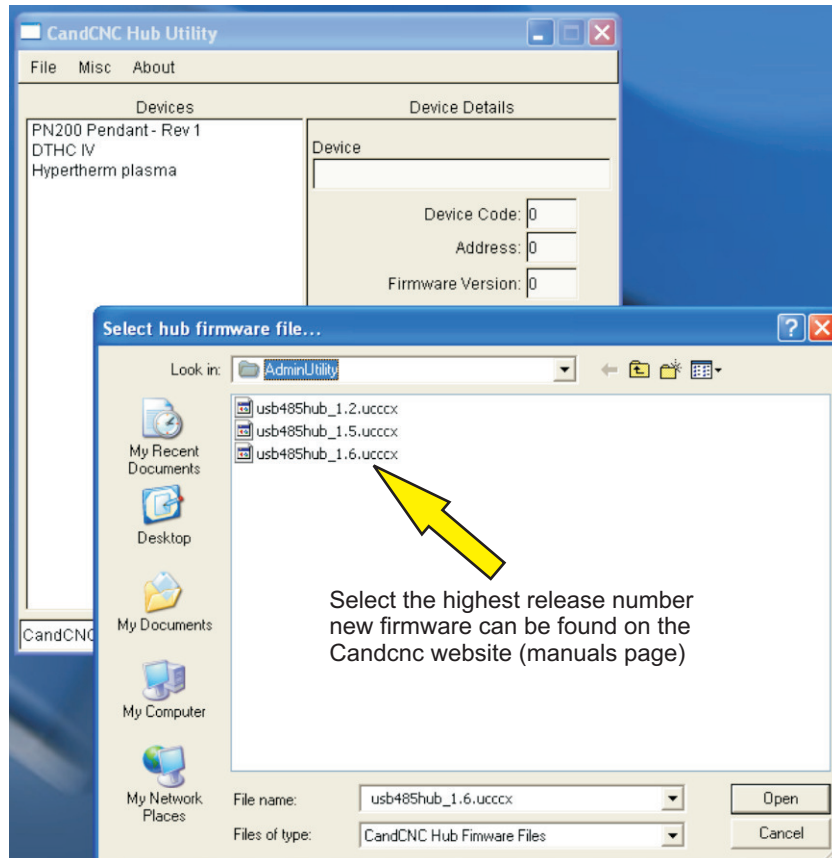 CandCNC Hub Utility
File Misc About
Devices
PN200 Pendant - Rev 1
DTHC IV
Hypertherm plasma
Device Details
Device
Device Code: 0
Address: 0
Firmware Version: 0
CandCNC
Select hub firmware file...
Look in: AdminUtility
My Recent
Documents
Desktop
My Documents
My Computer
My Network
Places
usb485hub_1.2.ucccx
usb485hub_1.5.ucccx
usb485hub_1.6.ucccx
Select the highest release number
new firmware can be found on the
Candcnc website (manuals page)
File name: usb485hub_1.6.ucccx Open
Files of type: CandCNC Hub Fimware Files Cancel